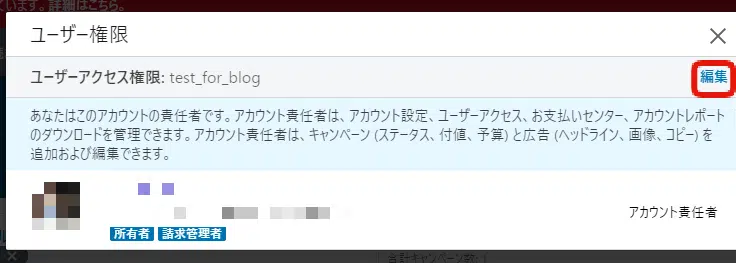 ています。詳細はこちら。
ユーザー権限
ユーザーアクセス権限: test_for_blog
編集
あなたはこのアカウントの責任者です。アカウント責任者は、アカウント設定、ユーザーアクセス、お支払いセンター、アカウントレポート
のダウンロードを管理できます。アカウント責任者は、キャンペーン (ステータス、付値、予算) と広告 (ヘッドライン、画像、コピー) を
追加および編集できます。
アカウント責任者
所有者 請求管理者